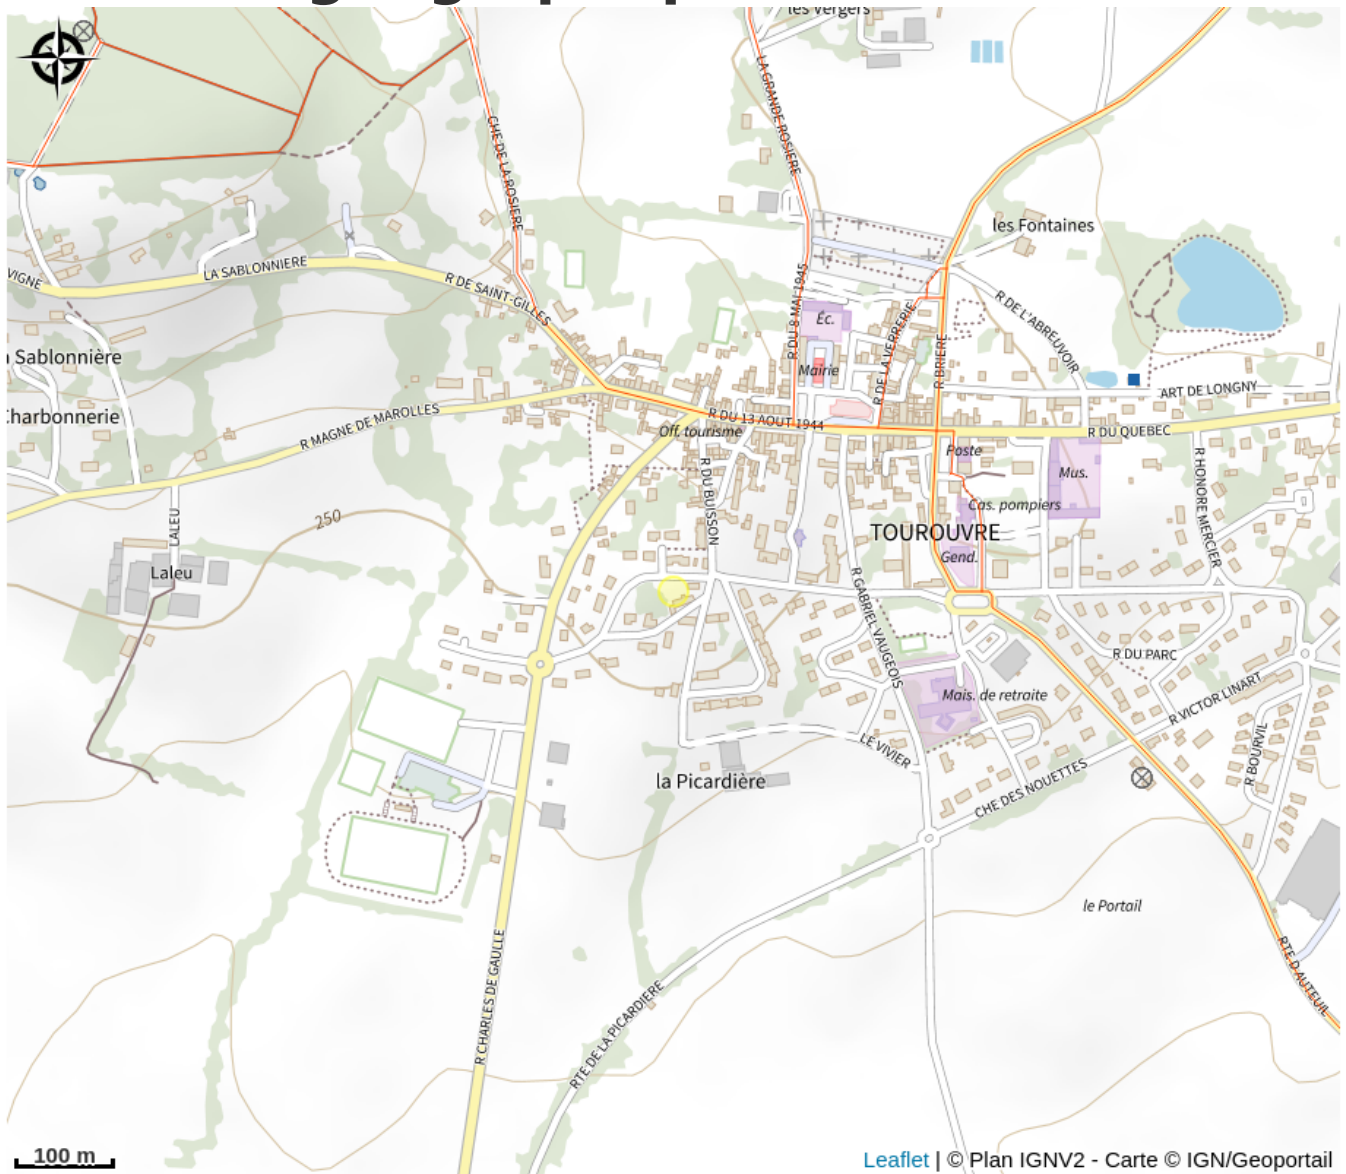 les Vergers
LA GRANDE ROSIERE
CHE DE LA ROSIERE
les Fontaines
VIGNE
LA SABLONNIERE
R DE SAINT-GILLES
R DU 8 MAI 1945
R DE L'ABREUVOIR
Éc.
R DE LA VERRERIE
R BRIERE
Sablonnière
Mairie
ART DE LONGNY
Charbonnerie
R MAGNE DE MAROLLES
R DU 13 AOUT 1944
Off. tourisme
R DU QUEBEC
Poste
Mus.
R DU BUISSON
R HONORE MERCIER
250
LALEU
Cas. pompiers
TOUROUVRE
Gend.
Laleu
R GABRIEL VAUGEOIS
R DU PARC
Mais. de retraite
R VICTOR LINART
LE VIVIER
R BOURVIL
la Picardière
CHE DES NOUETTES
le Portail
R CHARLES DE GAULLE
RTE D AUTEUIL
RTE DE LA PICARDIERE
100 m
Leaflet | © Plan IGNV2 - Carte © IGN/Geoportail